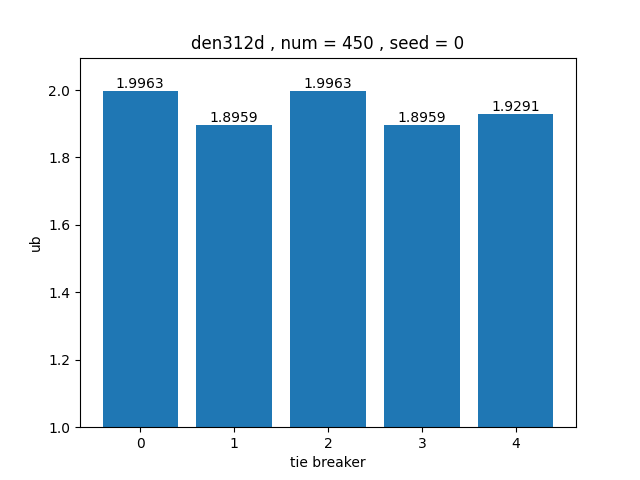 den312d , num = 450 , seed = 0
ub
2.0
1.8
1.6
1.4
1.2
1.0
1.9963
1.8959
1.9963
1.8959
1.9291
0 1 2 3 4
tie breaker